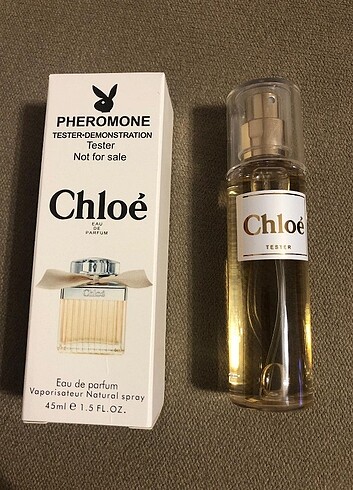 PHEROMONE
TESTER•DEMONSTRATION
Tester
Not for sale
Chloé
EAU
DE
PARFUM
Chloé
Eau de parfum
Vaporisateur Natural spray
45ml e 1.5 FL.OZ.
Chloé
TESTER